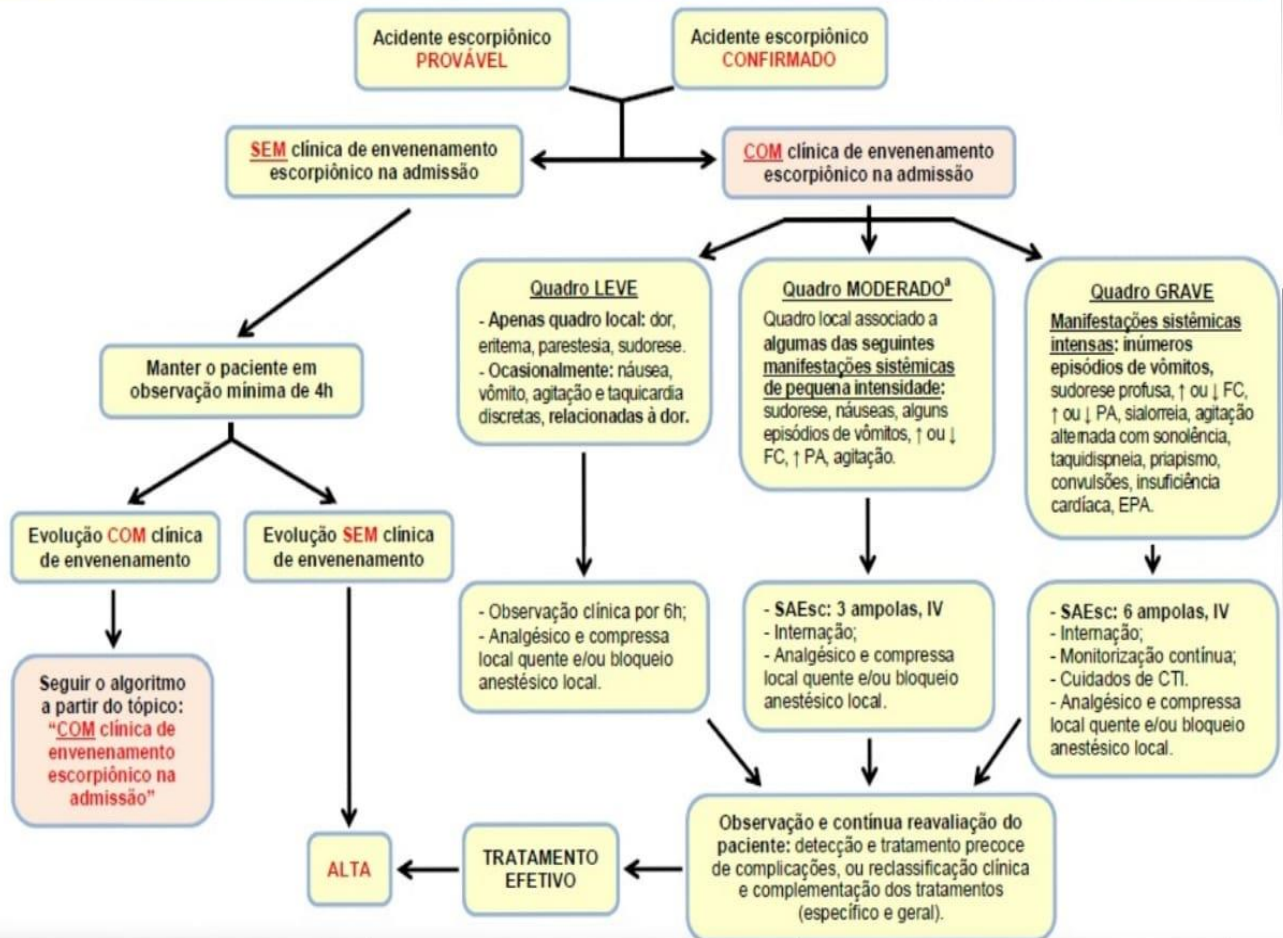 Acidente escorpiônico
PROVÁVEL
Acidente escorpiônico
CONFIRMADO
SEM clínica de envenenamento
escorpiônico na admissão
COM clínica de envenenamento
escorpiônico na admissão
Manter o paciente em
observação mínima de 4h
Evolução COM clínica
de envenenamento
Evolução SEM clínica
de envenenamento
Seguir o algoritmo
a partir do tópico:
“COM clínica de
envenenamento
escorpiônico na
admissão”
Quadro LEVE
- Apenas quadro local: dor,
eritema, parestesia, sudorese.
- Ocasionalmente: náusea,
vômito, agitação e taquicardia
discretas, relacionadas à dor.
Quadro MODERADOª
Quadro local associado a
algumas das seguintes
manifestações sistêmicas
de pequena intensidade:
sudorese, náuseas, alguns
episódios de vômitos, ↑ ou ↓
FC, ↑ PA, agitação.
Quadro GRAVE
Manifestações sistêmicas
intensas: inúmeros
episódios de vômitos,
sudorese profusa, ↑ ou ↓ FC,
↑ ou ↓ PA, sialorreia, agitação
alternada com sonolência,
taquidispneia, priapismo,
convulsões, insuficiência
cardíaca, EPA.
- Observação clínica por 6h;
- Analgésico e compressa
local quente e/ou bloqueio
anestésico local.
- SAEsc: 3 ampolas, IV
- Internação;
- Analgésico e compressa
local quente e/ou bloqueio
anestésico local.
- SAEsc: 6 ampolas, IV
- Internação;
- Monitorização contínua;
- Cuidados de CTI.
- Analgésico e compressa
local quente e/ou bloqueio
anestésico local.
Observação e contínua reavaliação do
paciente: detecção e tratamento precoce
de complicações, ou reclassificação clínica
e complementação dos tratamentos
(específico e geral).
TRATAMENTO
EFETIVO
ALTA